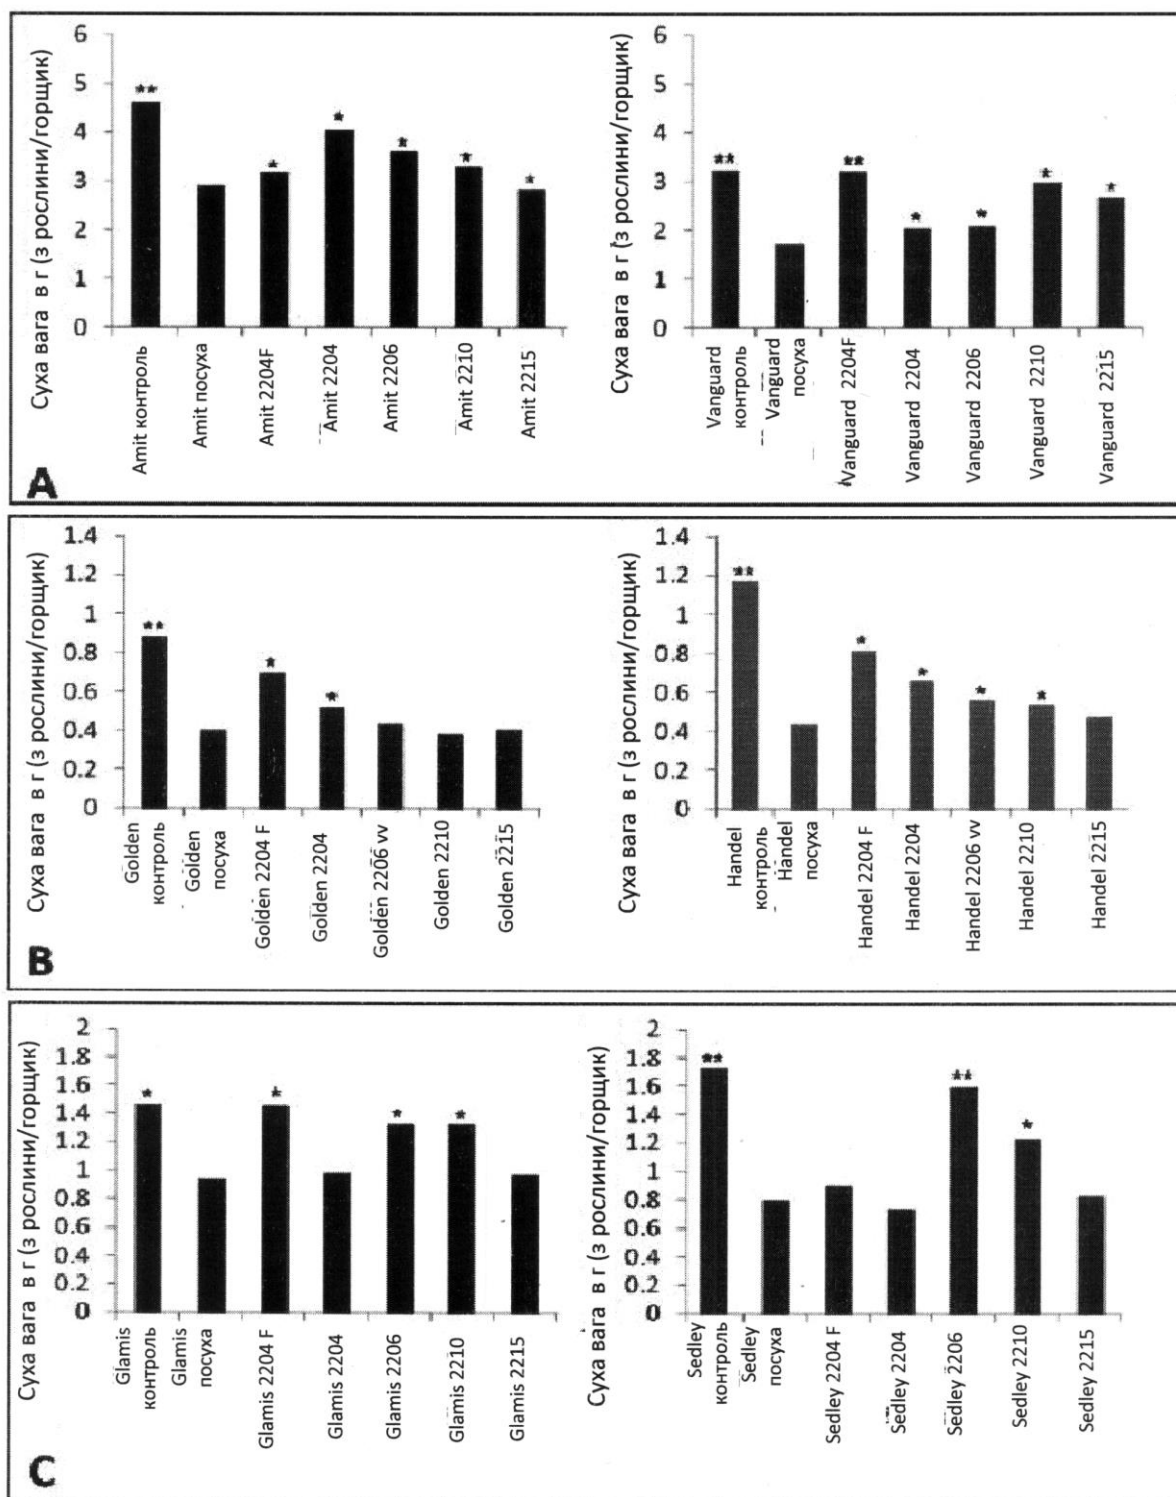 Суха вага в г (з рослини/горщик)
6
5
4
3
2
1
0
**
*
*
*
*
*
Amit контроль
Amit посуха
Amit 2204F
Amit 2204
Amit 2206
Amit 2210
Amit 2215
Суха вага в г (з рослини/горщик)
6
5
4
3
2
1
0
**
**
*
*
*
*
Vanguard
контроль
Vanguard
посуха
Vanguard 2204F
Vanguard 2204
Vanguard 2206
Vanguard 2210
Vanguard 2215
A
Суха вага в г (з рослини/горщик)
1.4
1.2
1
0.8
0.6
0.4
0.2
0
**
*
*
Golden
контроль
Golden
посуха
Golden 2204 F
Golden 2204
Golden 2206 vv
Golden 2210
Golden 2215
Суха вага в г (з рослини/горщик)
1.4
1.2
1
0.8
0.6
0.4
0.2
0
**
*
*
*
*
Handel
контроль
Handel
посуха
Handel 2204 F
Handel 2204
Handel 2206 vv
Handel 2210
Handel 2215
B
Суха вага в г (з рослини/горщик)
2
1.8
1.6
1.4
1.2
1
0.8
0.6
0.4
0.2
0
*
*
*
*
Glamis
контроль
Glamis
посуха
Glamis 2204 F
Glamis 2204
Glamis 2206
Glamis 2210
Glamis 2215
Суха вага в г (з рослини/горщик)
2
1.8
1.6
1.4
1.2
1
0.8
0.6
0.4
0.2
0
**
**
*
Sedley
контроль
Sedley
посуха
Sedley 2204 F
Sedley 2204
Sedley 2206
Sedley 2210
Sedley 2215
C